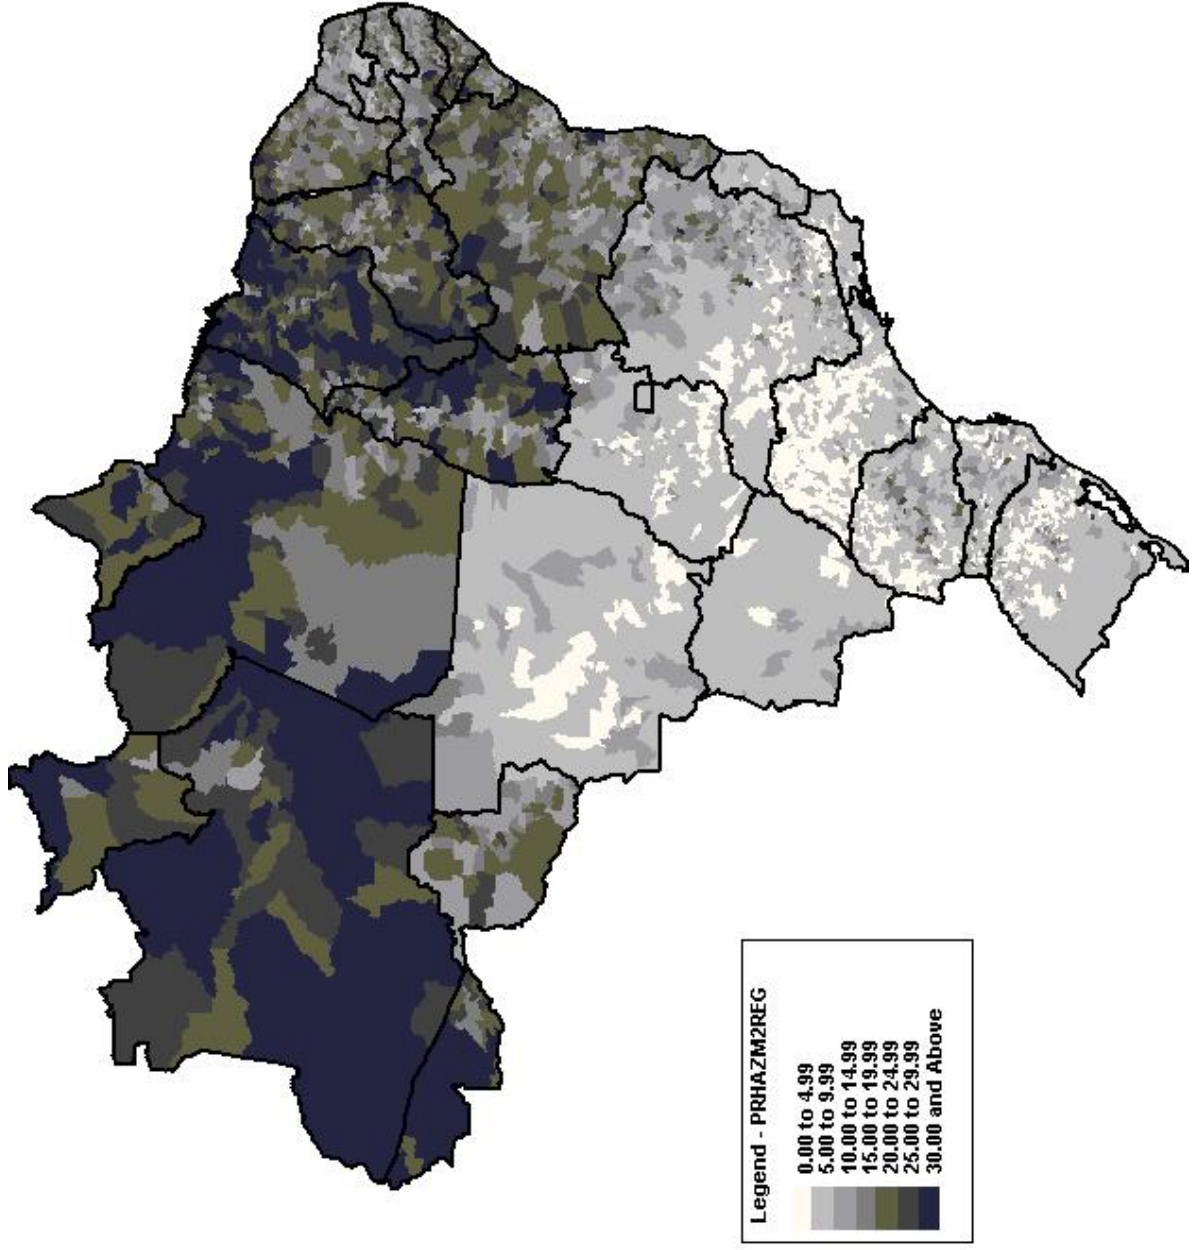 Legend - PRHAZM2REG
0.00 to 4.99
5.00 to 9.99
10.00 to 14.99
15.00 to 19.99
20.00 to 24.99
25.00 to 29.99
30.00 and Above